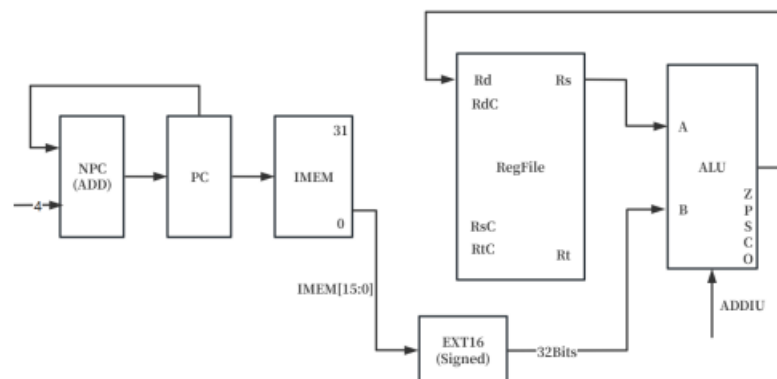 NPC
(ADD)
4
PC
31
IMEM
0
IMEM[15:0]
EXT16
(Signed)
32Bits
Rd
Rs
RdC
RegFile
RsC
RtC
Rt
A
ALU
B
Z
P
S
C
O
ADDIU